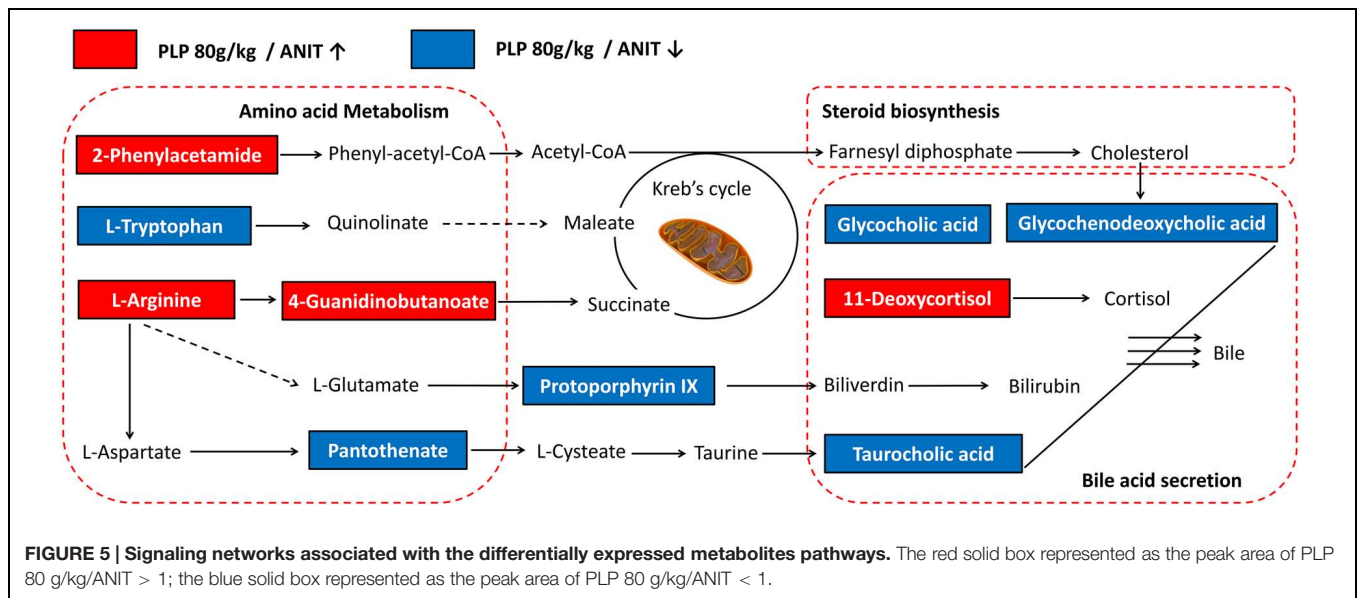 PLP 80g/kg / ANIT ↑
PLP 80g/kg / ANIT ↓
Amino acid Metabolism
Steroid biosynthesis
2-Phenylacetamide
Phenyl-acetyl-CoA
Acetyl-CoA
Farnesyl diphosphate
Cholesterol
Kreb's cycle
L-Tryptophan
Quinolinate
Maleate
Glycocholic acid
Glycochenodeoxycholic acid
L-Arginine
4-Guanidinobutanoate
Succinate
11-Deoxycortisol
Cortisol
Bile
L-Glutamate
Protoporphyrin IX
Biliverdin
Bilirubin
L-Aspartate
Pantothenate
L-Cysteate
Taurine
Taurocholic acid
Bile acid secretion
FIGURE 5 | Signaling networks associated with the differentially expressed metabolites pathways. The red solid box represented as the peak area of PLP
80 g/kg/ANIT > 1; the blue solid box represented as the peak area of PLP 80 g/kg/ANIT < 1.